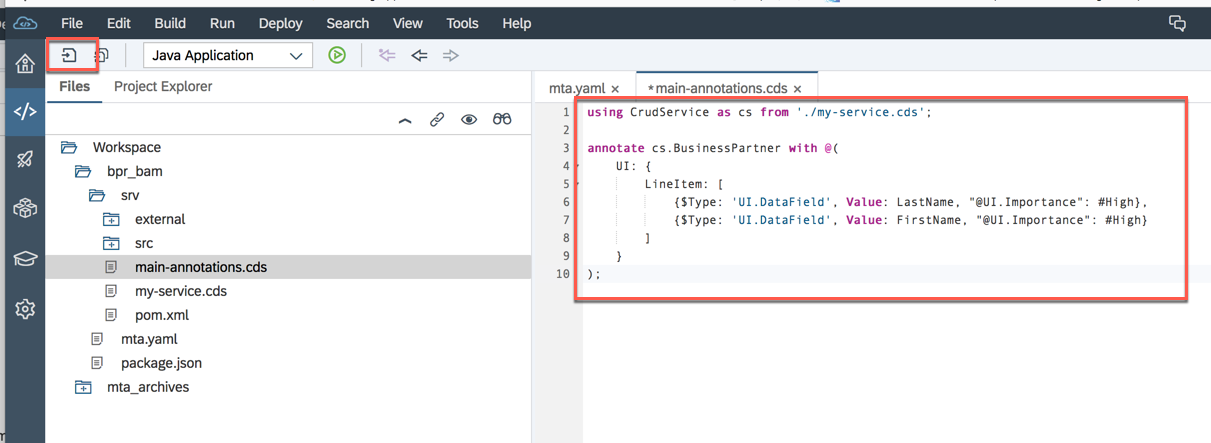 File Edit Build Run Deploy Search View Tools Help
Java Application
Files Project Explorer
mta.yaml × *main-annotations.cds ×
Workspace
bpr_bam
srv
external
src
main-annotations.cds
my-service.cds
pom.xml
mta.yaml
package.json
mta_archives
1 using CrudService as cs from './my-service.cds';
2
3 annotate cs.BusinessPartner with @(
4 UI: {
5 LineItem: [
6 {$Type: 'UI.DataField', Value: LastName, "@UI.Importance": #High},
7 {$Type: 'UI.DataField', Value: FirstName, "@UI.Importance": #High}
8 ]
9 }
10 );